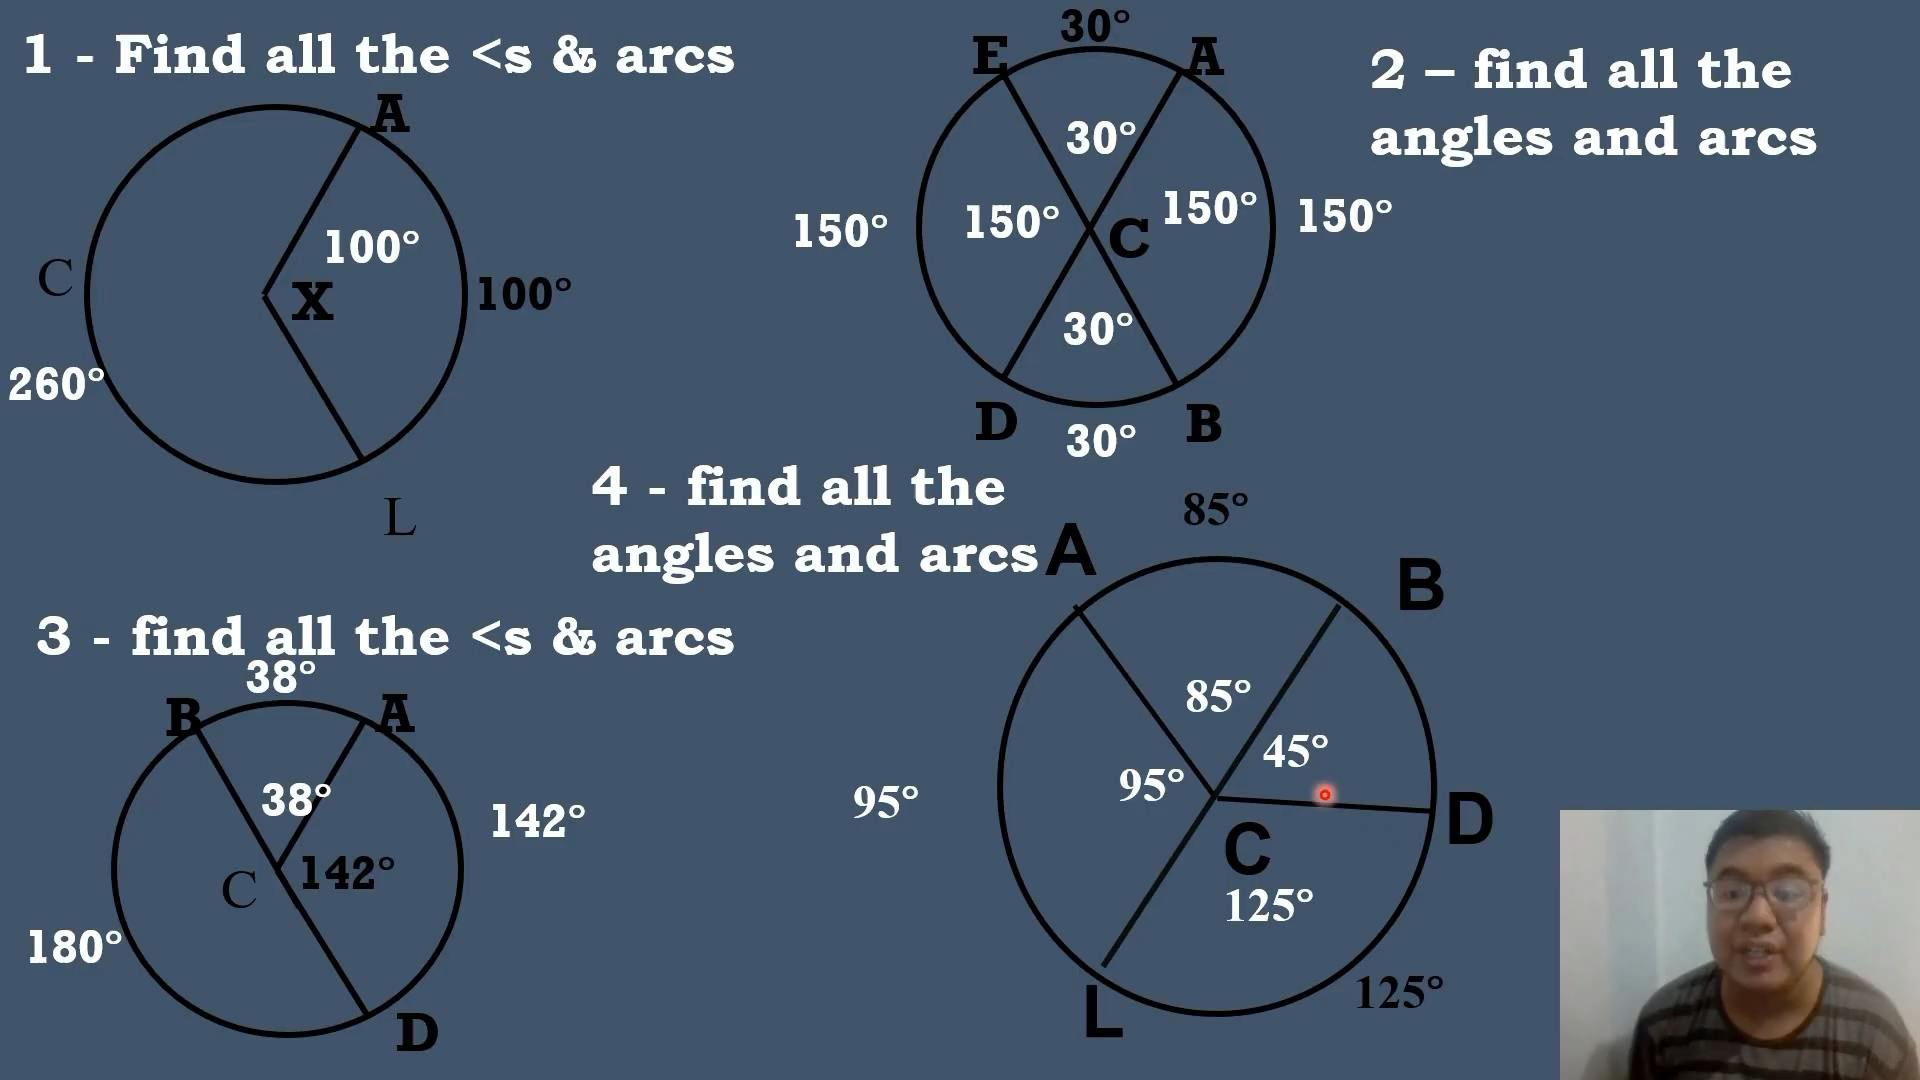 1 - Find all the <s & arcs
A
100°
X
100°
C
260°
L
30°
E
A
30°
150°
150°
C
150°
150°
30°
D
B
30°
2 – find all the
angles and arcs
3 - find all the <s & arcs
38°
B
A
38°
142°
C
142°
180°
D
4 - find all the
angles and arcs
85°
A
B
85°
45°
95°
95°
C
D
125°
125°
L